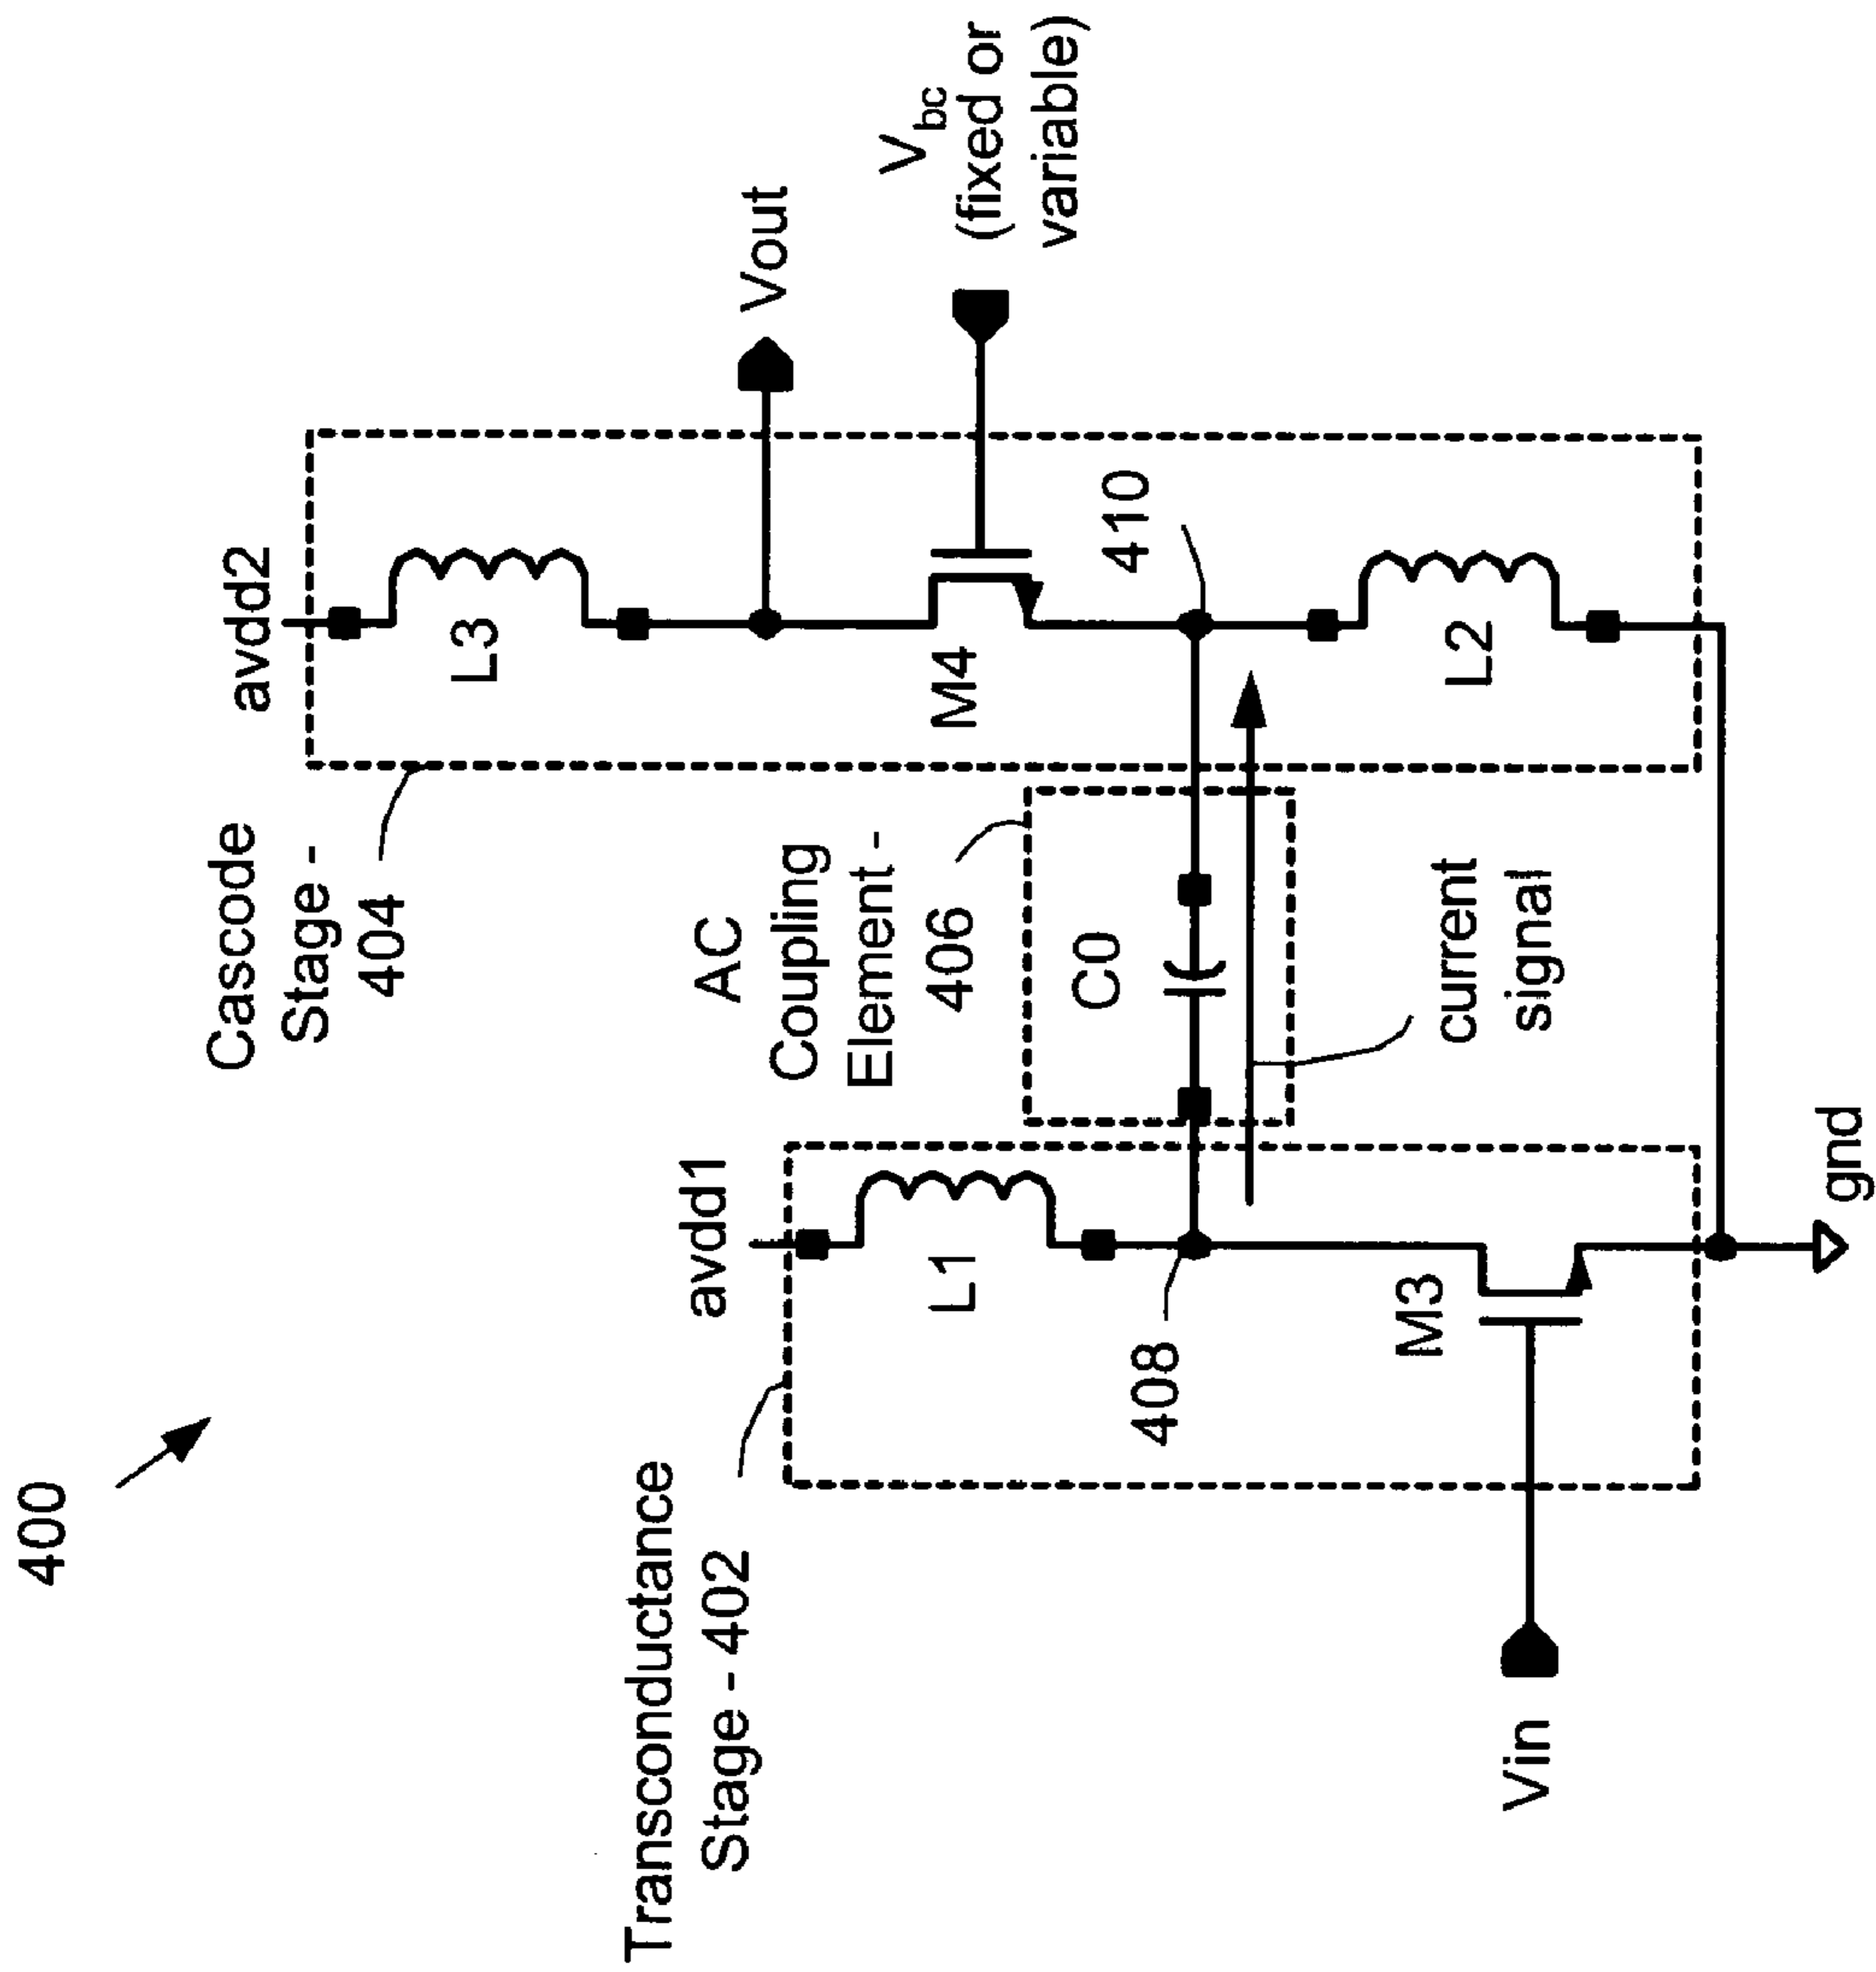 400
Transconductance
Stage - 402
Cascode
Stage -
404
avdd1
avdd2
L1
L3
AC
Coupling
Element -
406
C0
Vout
V bc
(fixed or
variable)
M4
408
410
M3
L2
current
signal
Vin
gnd